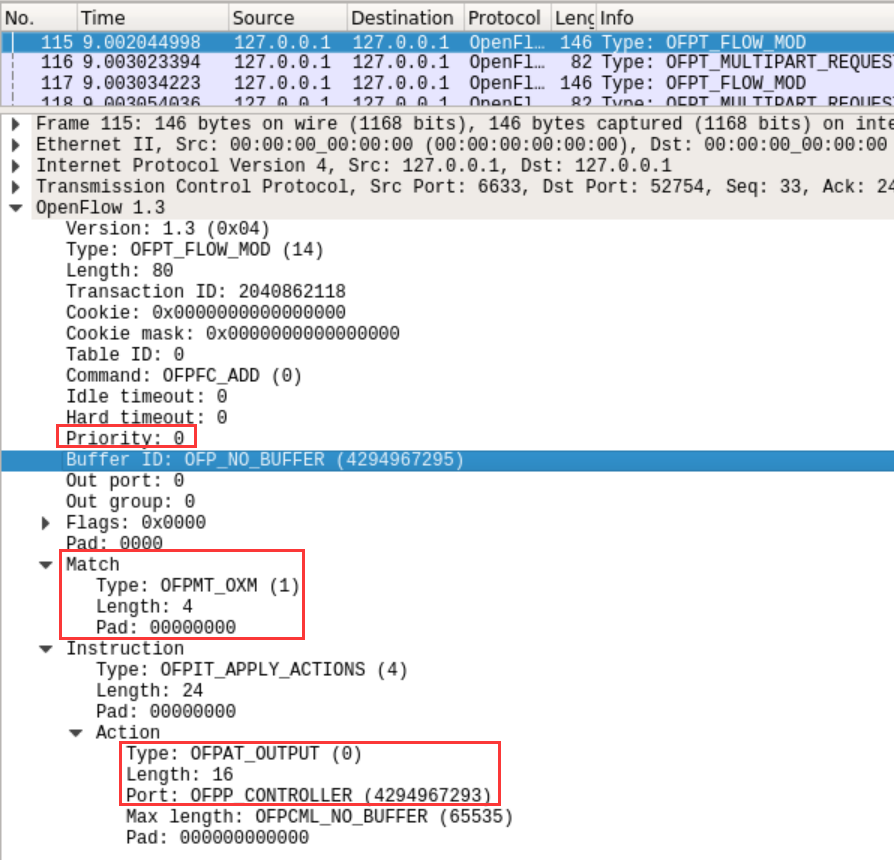 No. Time Source Destination Protocol Leng Info
115 9.002044998 127.0.0.1 127.0.0.1 OpenFl… 146 Type: OFPT_FLOW_MOD
116 9.003023394 127.0.0.1 127.0.0.1 OpenFl… 82 Type: OFPT_MULTIPART_REQUES
117 9.003034223 127.0.0.1 127.0.0.1 OpenFl… 146 Type: OFPT_FLOW_MOD
118 9.003054036 127.0.0.1 127.0.0.1 OpenFl… 82 Type: OFPT_MULTIPART_REQUES
Frame 115: 146 bytes on wire (1168 bits), 146 bytes captured (1168 bits) on inte
Ethernet II, Src: 00:00:00_00:00:00 (00:00:00:00:00:00), Dst: 00:00:00_00:00:00
Internet Protocol Version 4, Src: 127.0.0.1, Dst: 127.0.0.1
Transmission Control Protocol, Src Port: 6633, Dst Port: 52754, Seq: 33, Ack: 24
OpenFlow 1.3
Version: 1.3 (0x04)
Type: OFPT_FLOW_MOD (14)
Length: 80
Transaction ID: 2040862118
Cookie: 0x0000000000000000
Cookie mask: 0x0000000000000000
Table ID: 0
Command: OFPFC_ADD (0)
Idle timeout: 0
Hard timeout: 0
Priority: 0
Buffer ID: OFP_NO_BUFFER (4294967295)
Out port: 0
Out group: 0
Flags: 0x0000
Pad: 0000
Match
Type: OFPMT_OXM (1)
Length: 4
Pad: 00000000
Instruction
Type: OFPIT_APPLY_ACTIONS (4)
Length: 24
Pad: 00000000
Action
Type: OFPAT_OUTPUT (0)
Length: 16
Port: OFPP_CONTROLLER (4294967293)
Max length: OFPCML_NO_BUFFER (65535)
Pad: 000000000000